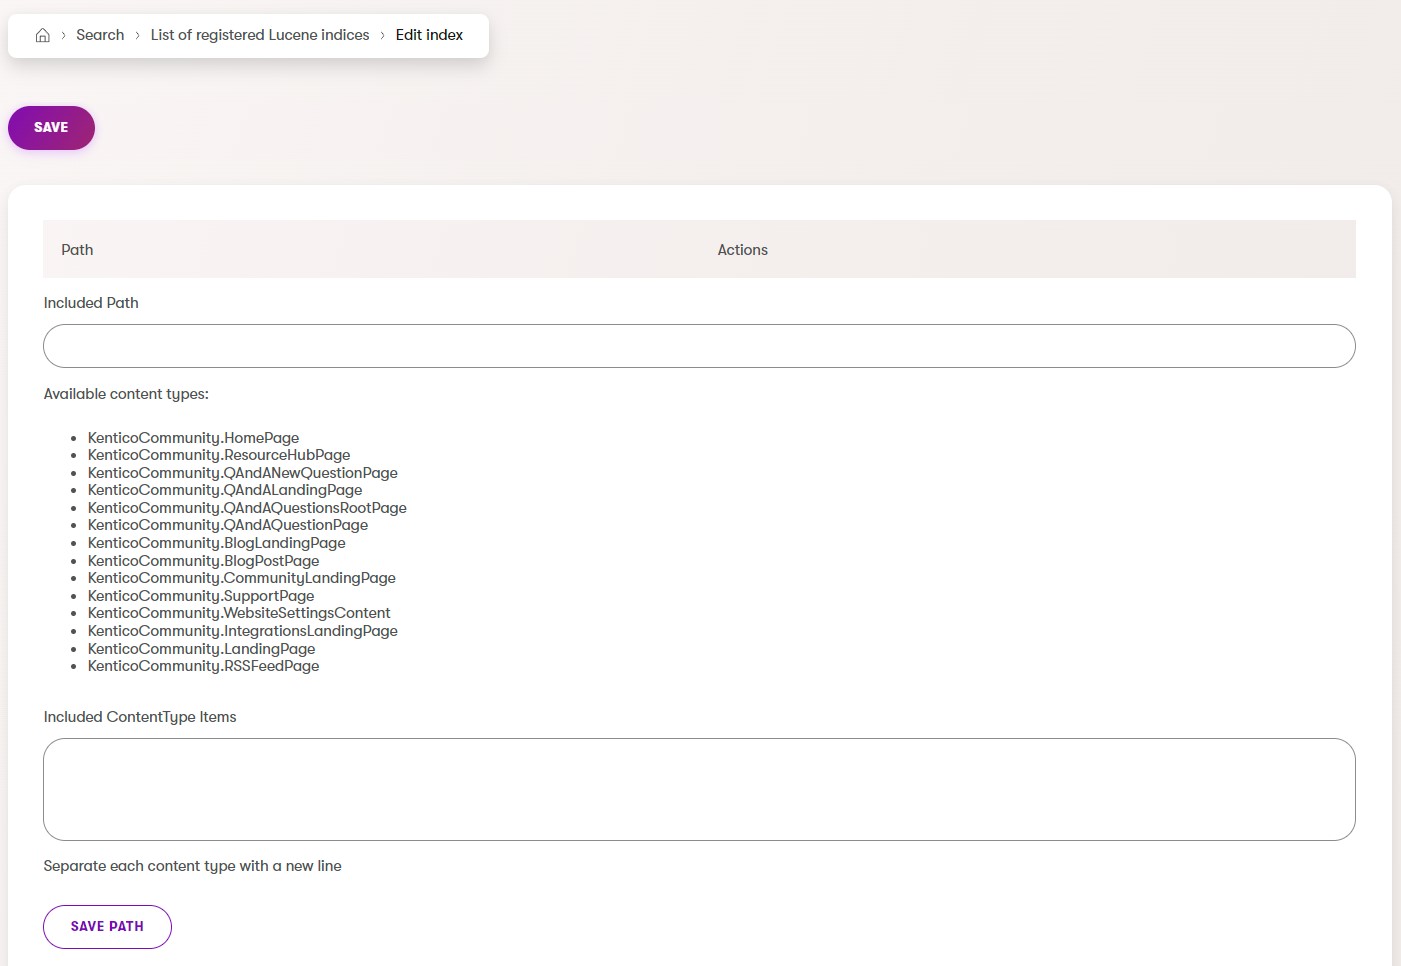 Search › List of registered Lucene indices › Edit index
SAVE
Path Actions
Included Path
Available content types:
KenticoCommunity.HomePage
KenticoCommunity.ResourceHubPage
KenticoCommunity.QAndANewQuestionPage
KenticoCommunity.QAndALandingPage
KenticoCommunity.QAndAQuestionsRootPage
KenticoCommunity.QAndAQuestionPage
KenticoCommunity.BlogLandingPage
KenticoCommunity.BlogPostPage
KenticoCommunity.CommunityLandingPage
KenticoCommunity.SupportPage
KenticoCommunity.WebsiteSettingsContent
KenticoCommunity.IntegrationsLandingPage
KenticoCommunity.LandingPage
KenticoCommunity.RSSFeedPage
Included ContentType Items
Separate each content type with a new line
SAVE PATH